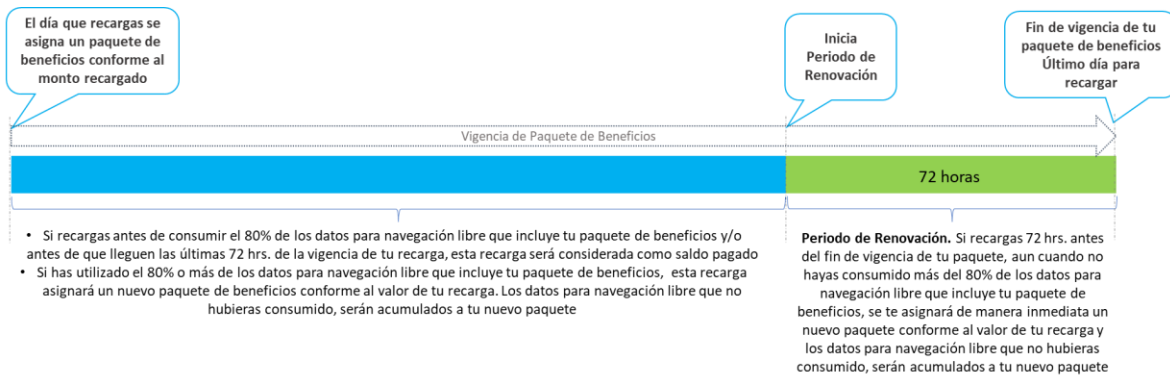 El día que recargas se
asigna un paquete de
beneficios conforme al
monto recargado
Inicia
Periodo de
Renovación
Fin de vigencia de tu
paquete de beneficios
Último día para
recargar
Vigencia de Paquete de Beneficios
72 horas
• Si recargas antes de consumir el 80% de los datos para navegación libre que incluye tu paquete de beneficios y/o
antes de que lleguen las últimas 72 hrs. de la vigencia de tu recarga, esta recarga será considerada como saldo pagado
• Si has utilizado el 80% o más de los datos para navegación libre que incluye tu paquete de beneficios, esta recarga
asignará un nuevo paquete de beneficios conforme al valor de tu recarga. Los datos para navegación libre que no
hubieras consumido, serán acumulados a tu nuevo paquete
Periodo de Renovación. Si recargas 72 hrs. antes
del fin de vigencia de tu paquete, aun cuando no
hayas consumido más del 80% de los datos para
navegación libre que incluye tu paquete de
beneficios, se te asignará de manera inmediata un
nuevo paquete conforme al valor de tu recarga y
los datos para navegación libre que no hubieras
consumido, serán acumulados a tu nuevo paquete